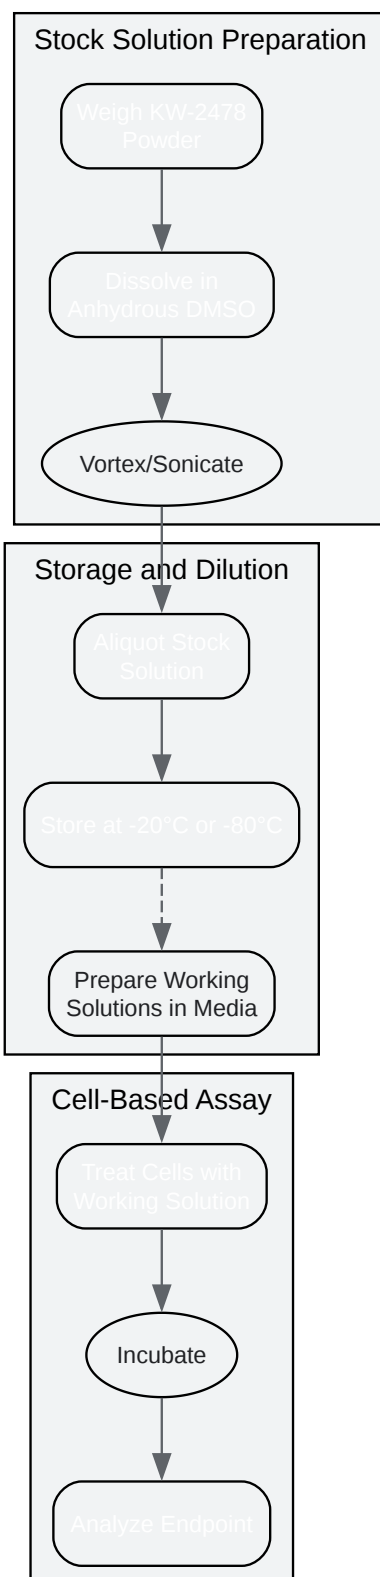 Stock Solution Preparation
Weigh KW-2478
Powder
Dissolve in
Anhydrous DMSO
Vortex/Sonicate
Storage and Dilution
Aliquot Stock
Solution
Store at -20°C or -80°C
Prepare Working
Solutions in Media
Cell-Based Assay
Treat Cells with
Working Solution
Incubate
Analyze Endpoint